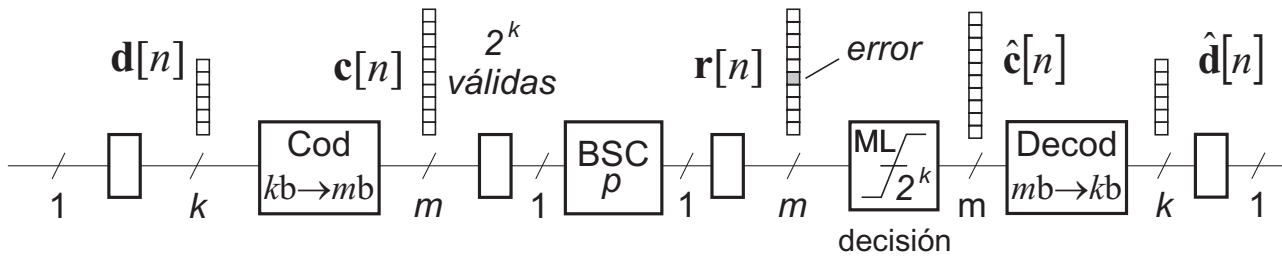 d[n]
c[n]
2^k
válidas
r[n]
error
ĉ[n]
d̂[n]
Cod
kb→mb
BSC
p
ML
2^k
Decod
mb→kb
1
k
m
1
1
m
m
k
1
decisión